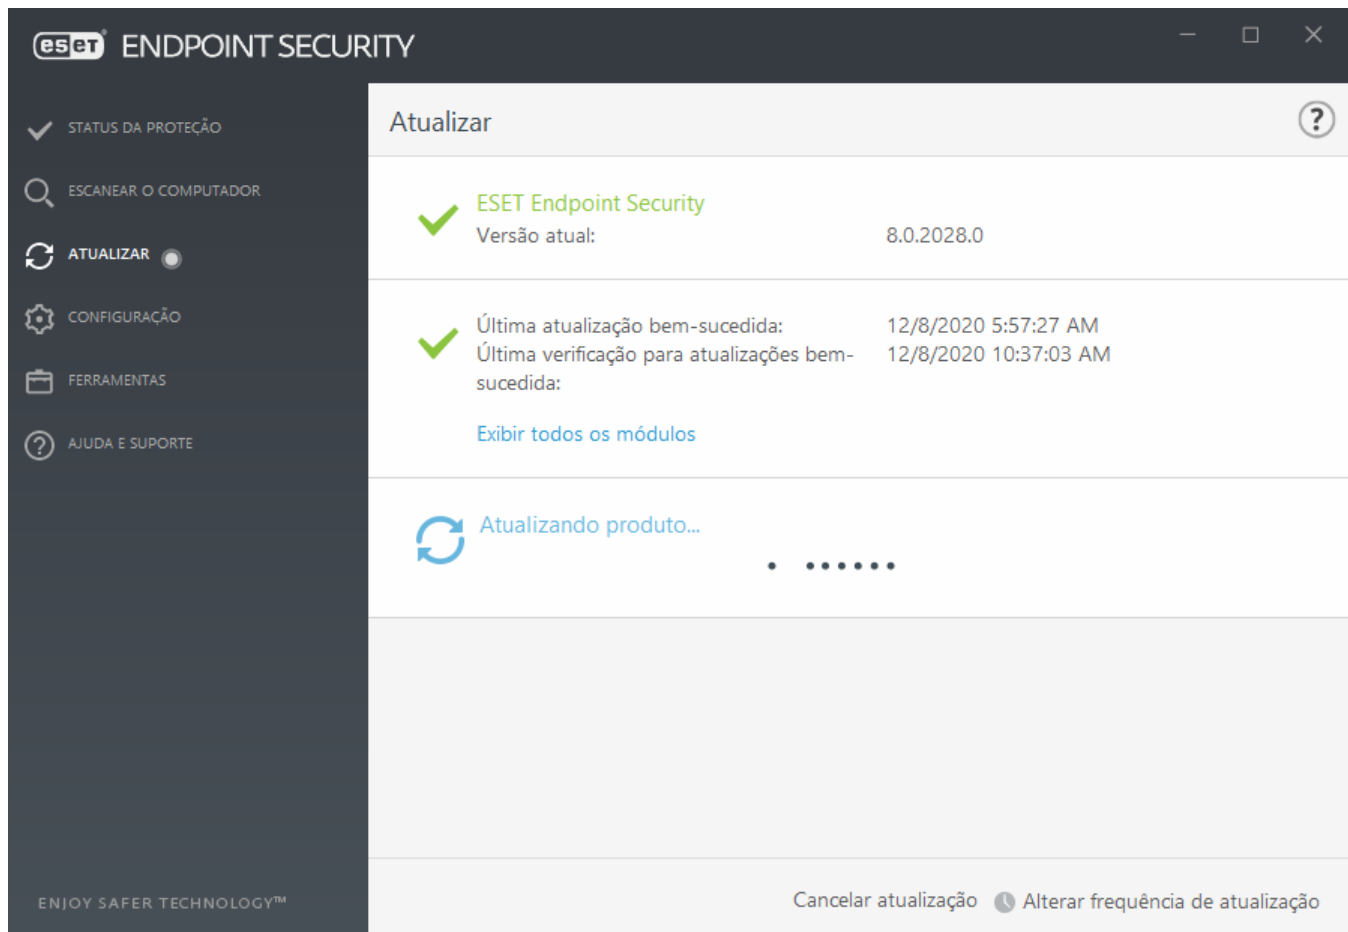 eset ENDPOINT SECURITY
STATUS DA PROTEÇÃO
ESCANEAR O COMPUTADOR
ATUALIZAR
CONFIGURAÇÃO
FERRAMENTAS
AJUDA E SUPORTE
ENJOY SAFER TECHNOLOGY™
Atualizar
?
ESET Endpoint Security
Versão atual: 8.0.2028.0
Última atualização bem-sucedida: 12/8/2020 5:57:27 AM
Última verificação para atualizações bem- 12/8/2020 10:37:03 AM
sucedida:
Exibir todos os módulos
Atualizando produto...
Cancelar atualização Alterar frequência de atualização